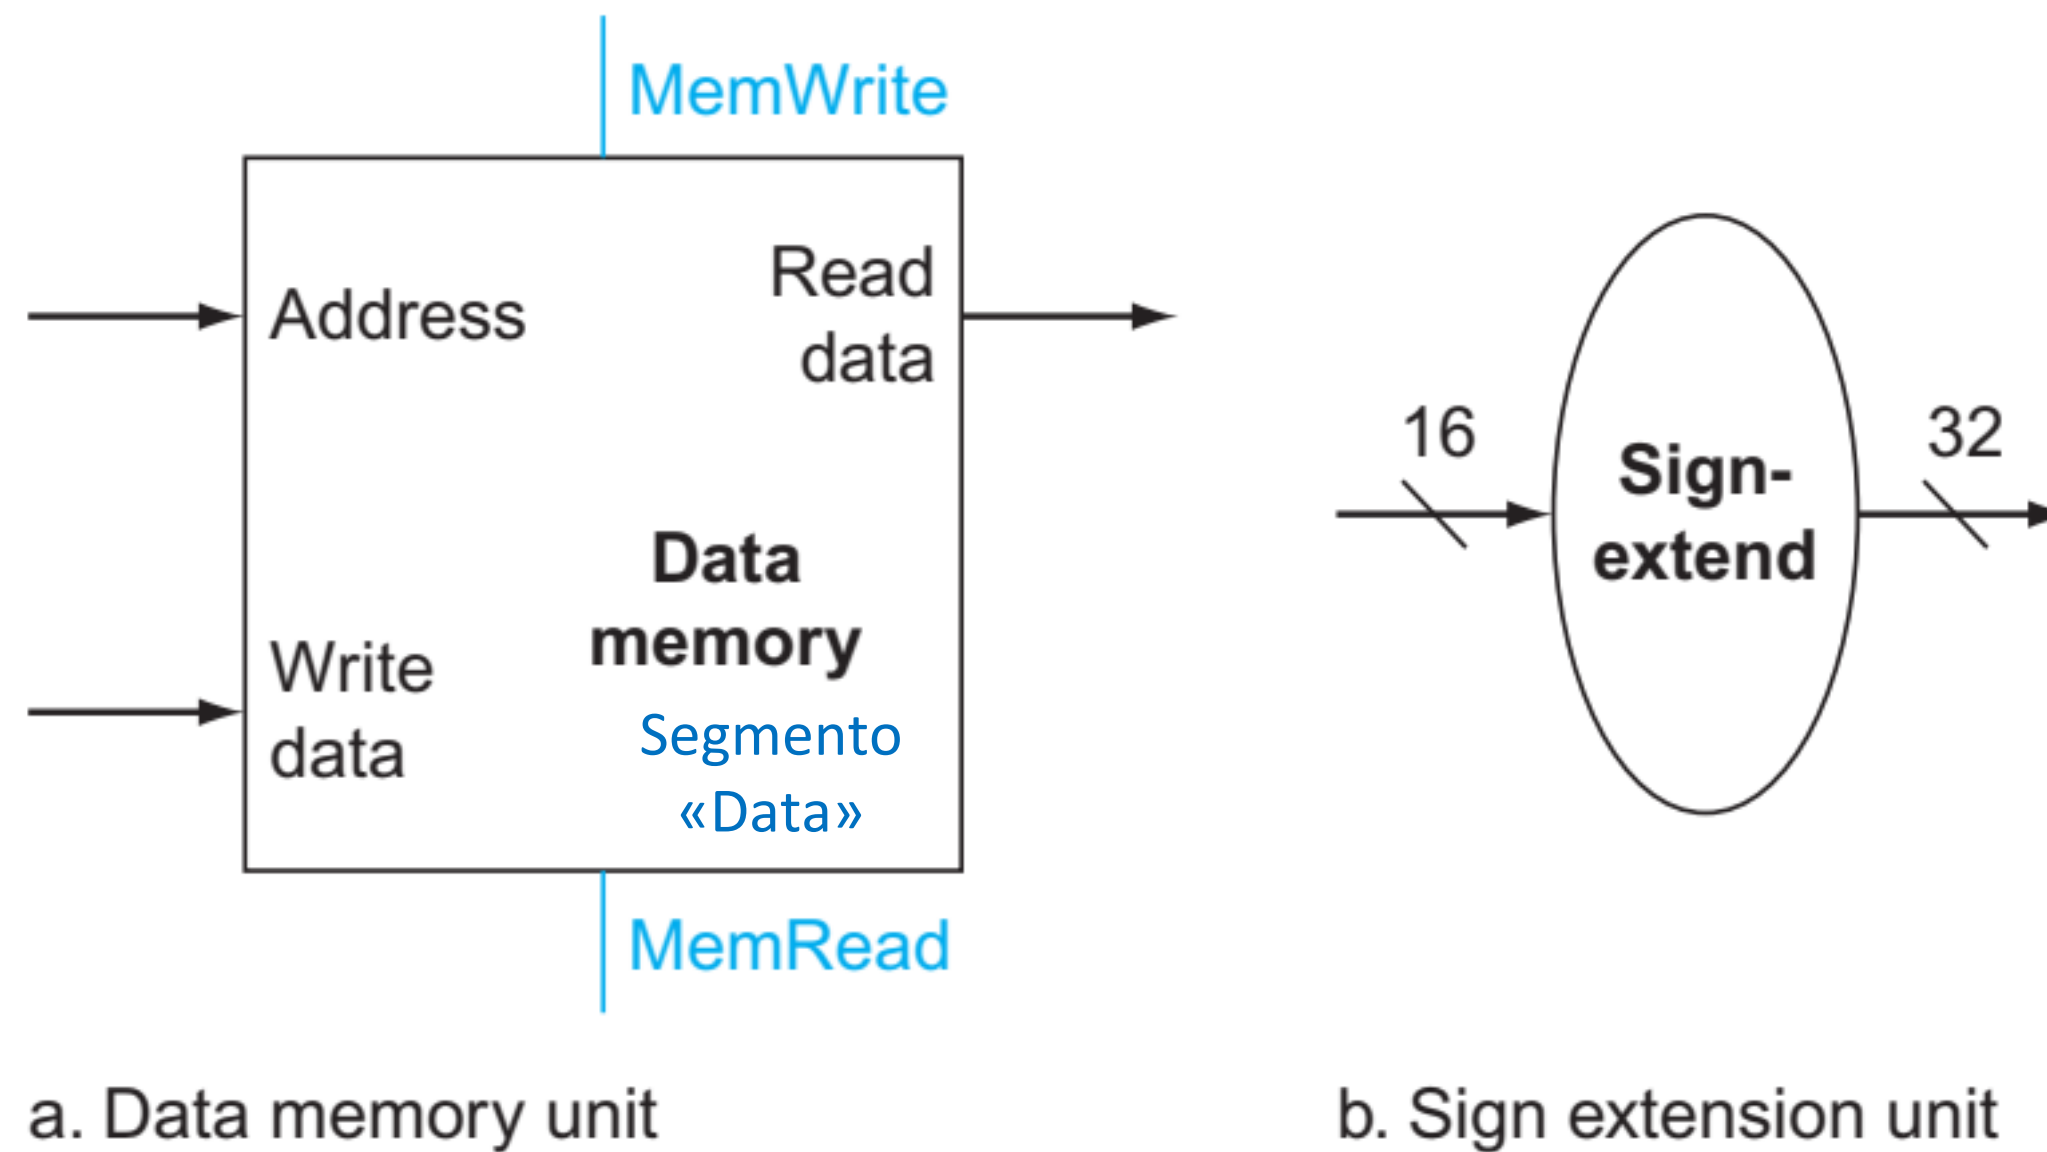 MemWrite
Address
Read
data
Data
memory
Write
data
Segmento
«Data»
MemRead
a. Data memory unit
16
Sign-
extend
32
b. Sign extension unit